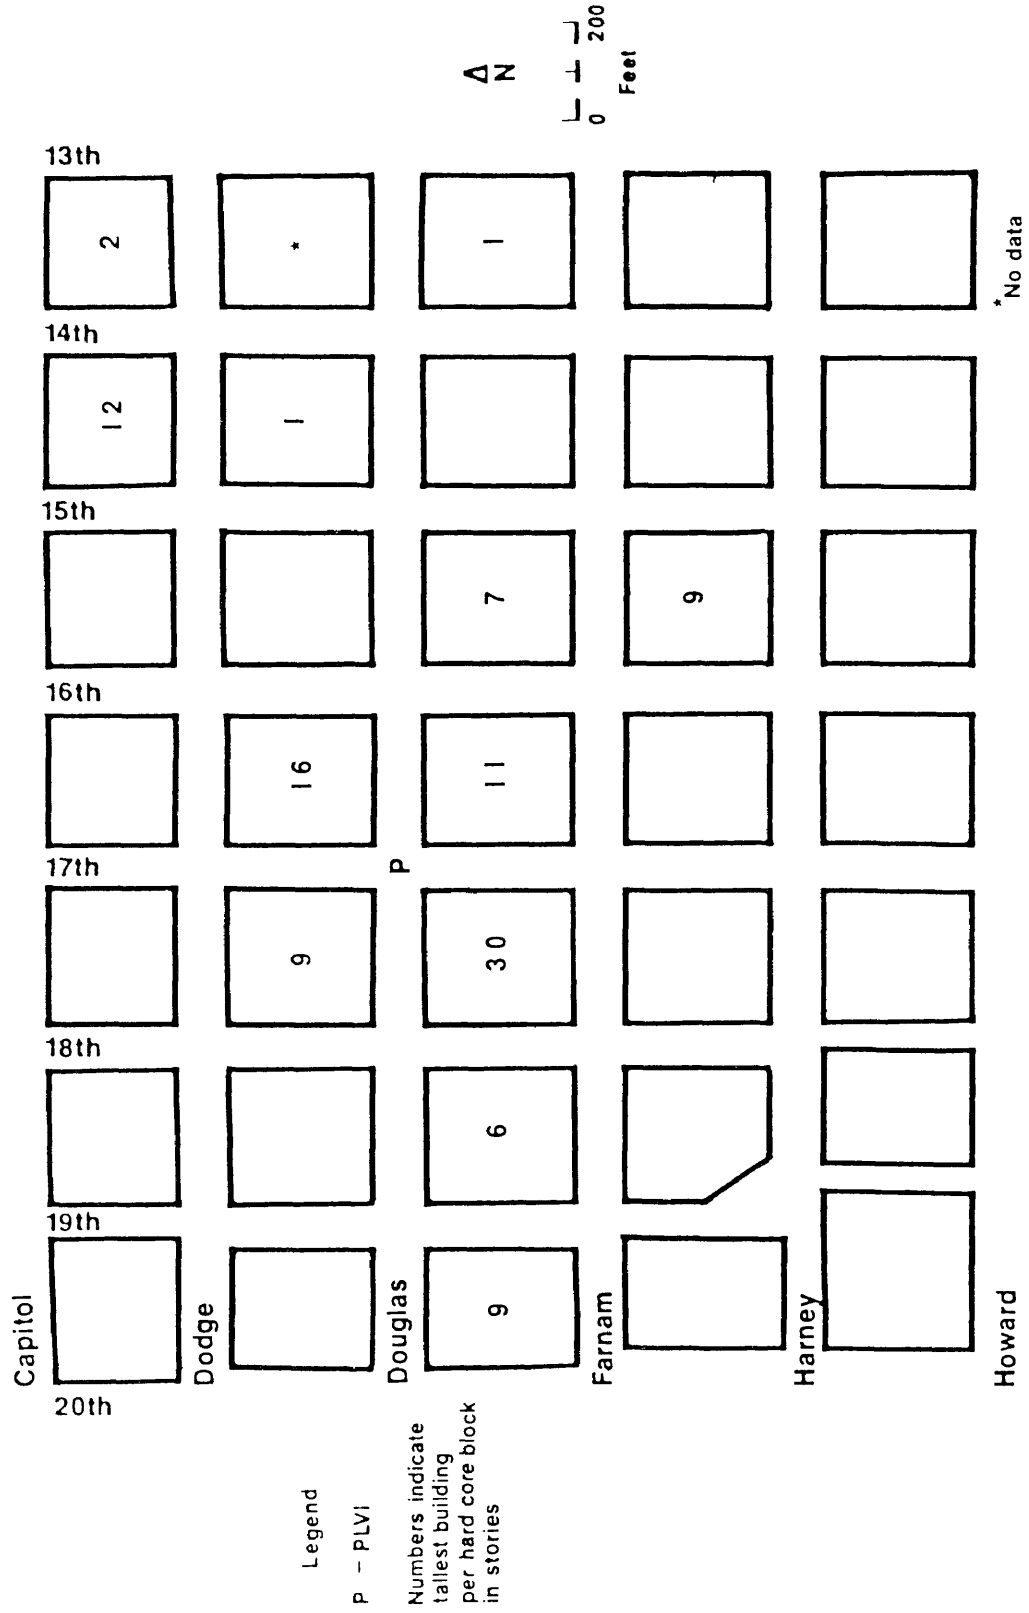 Capitol
20th 19th 18th 17th 16th 15th 14th 13th
12 2
Dodge
9 16 1 *
Douglas
P
9 6 30 11 7 1
Farnam
9
Harney
Howard
Legend
P – PLVI
Numbers indicate
tallest building
per hard core block
in stories
N
0 200
Feet
*No data